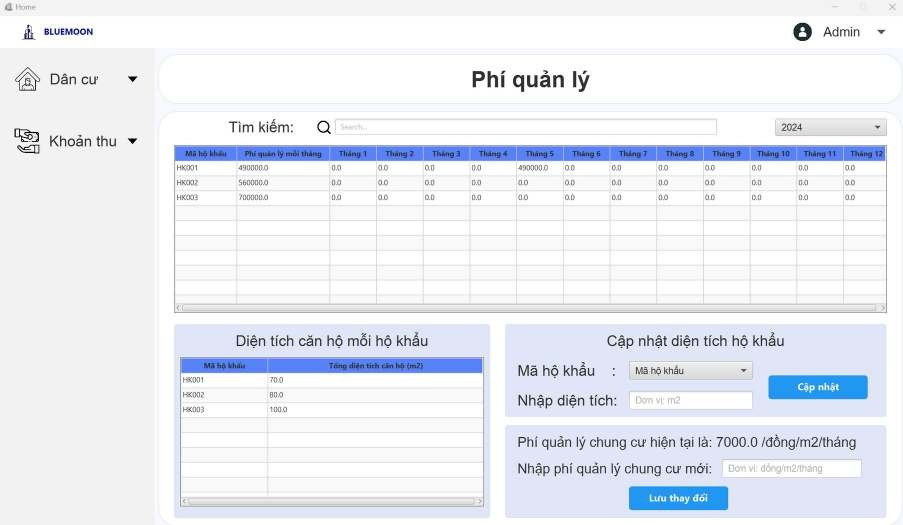 Home
BLUEMOON
Admin
Dân cư
Khoản thu
Phí quản lý
Tìm kiếm:
Search...
2024
Mã hộ khẩu Phí quản lý mỗi tháng Tháng 1 Tháng 2 Tháng 3 Tháng 4 Tháng 5 Tháng 6 Tháng 7 Tháng 8 Tháng 9 Tháng 10 Tháng 11 Tháng 12
HK001 490000.0 0.0 0.0 0.0 0.0 490000.0 0.0 0.0 0.0 0.0 0.0 0.0 0.0
HK002 560000.0 0.0 0.0 0.0 0.0 0.0 0.0 0.0 0.0 0.0 0.0 0.0 0.0
HK003 700000.0 0.0 0.0 0.0 0.0 0.0 0.0 0.0 0.0 0.0 0.0 0.0 0.0
Diện tích căn hộ mỗi hộ khẩu
Mã hộ khẩu Tổng diện tích căn hộ (m2)
HK001 70.0
HK002 80.0
HK003 100.0
Cập nhật diện tích hộ khẩu
Mã hộ khẩu : Mã hộ khẩu
Nhập diện tích: Đơn vị: m2
Cập nhật
Phí quản lý chung cư hiện tại là: 7000.0 /đồng/m2/tháng
Nhập phí quản lý chung cư mới: Đơn vị: đồng/m2/tháng
Lưu thay đổi